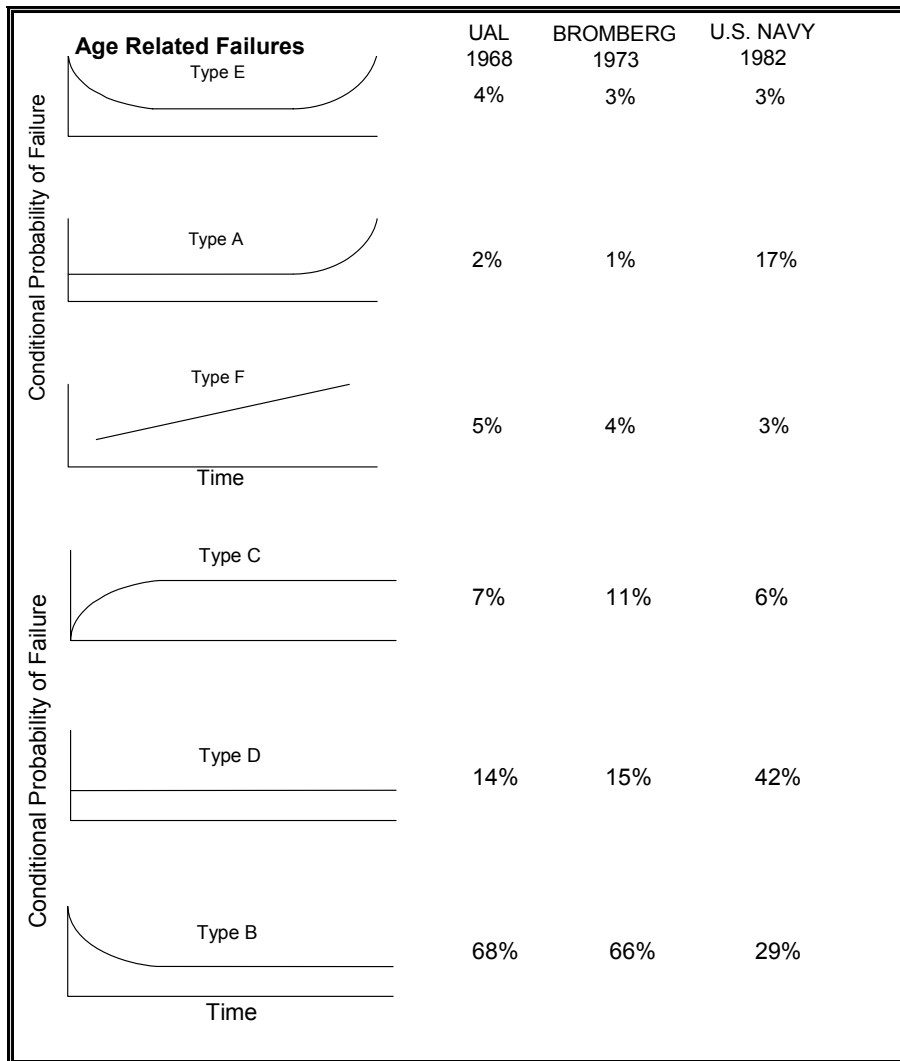 Age Related Failures
UAL BROMBERG U.S. NAVY
1968 1973 1982
Conditional Probability of Failure
Type E
4% 3% 3%
Type A
2% 1% 17%
Type F
5% 4% 3%
Time
Conditional Probability of Failure
Type C
7% 11% 6%
Type D
14% 15% 42%
Type B
68% 66% 29%
Time